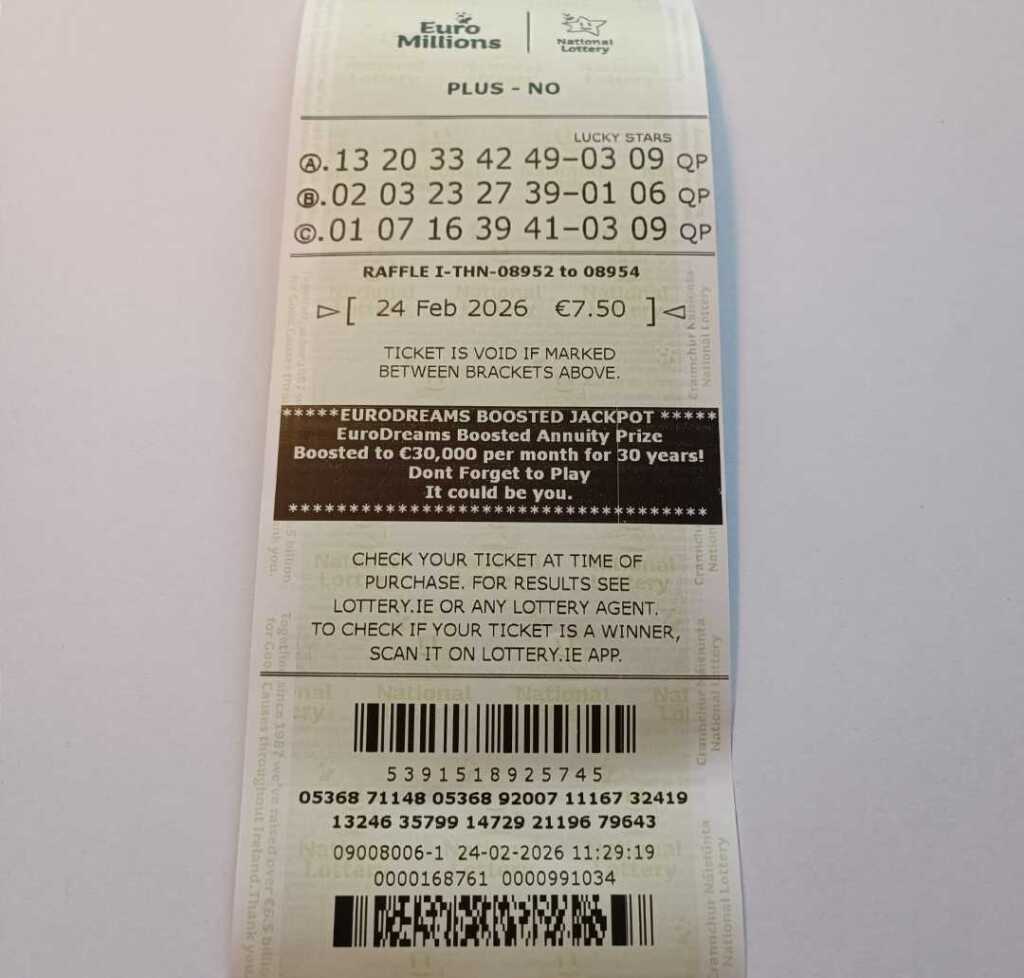 Euro Millions
National Lottery
PLUS - NO
LUCKY STARS
Ⓐ.13 20 33 42 49-03 09 QP
Ⓑ.02 03 23 27 39-01 06 QP
Ⓒ.01 07 16 39 41-03 09 QP
RAFFLE I-THN-08952 to 08954
▷[ 24 Feb 2026 €7.50 ]◁
TICKET IS VOID IF MARKED
BETWEEN BRACKETS ABOVE.
*****EURODREAMS BOOSTED JACKPOT *****
EuroDreams Boosted Annuity Prize
Boosted to €30,000 per month for 30 years!
Dont Forget to Play
It could be you.
***********************************
CHECK YOUR TICKET AT TIME OF
PURCHASE. FOR RESULTS SEE
LOTTERY.IE OR ANY LOTTERY AGENT.
TO CHECK IF YOUR TICKET IS A WINNER,
SCAN IT ON LOTTERY.IE APP.
5391518925745
05368 71148 05368 92007 11167 32419
13246 35799 14729 21196 79643
09008006-1 24-02-2026 11:29:19
0000168761 0000991034
Crannchur Náisiúnta
National Lottery